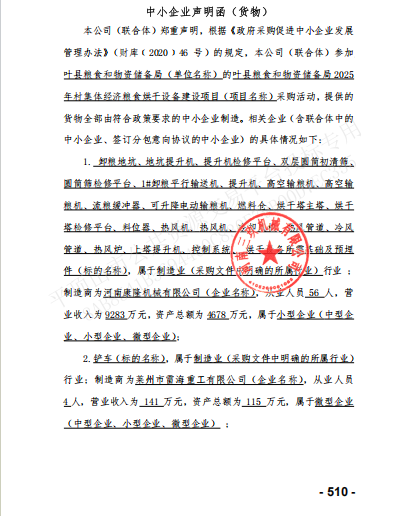 中小企业声明函（货物）
本公司（联合体）郑重声明，根据《政府采购促进中小企业发展
管理办法》（财库﹝2020﹞46 号）的规定，本公司（联合体）参加
叶县粮食和物资储备局（单位名称）的叶县粮食和物资储备局2025
年村集体经济粮食烘干设备建设项目（项目名称）采购活动，提供的
货物全部由符合政策要求的中小企业制造。相关企业（含联合体中的
中小企业、签订分包意向协议的中小企业）的具体情况如下：
1. 卸粮地坑、地坑提升机、提升机检修平台、双层圆筒初清筛、
圆筒筛检修平台、1#卸粮平行输送机、提升机、高空输粮机、高空输
粮机、流粮缓冲器、可升降电动输粮机、燃料仓、烘干塔主塔、烘干
塔检修平台、料位器、热风机、热风机、冷却风机、热风管道、冷风
管道、热风炉、上塔提升机、控制系统、烘干设备所需基础及预埋
件（标的名称），属于制造业（采购文件中明确的所属行业）行业；
制造商为河南康隆机械有限公司（企业名称），从业人员 56 人，营
业收入为 9283 万元，资产总额为 4678 万元，属于小型企业（中型企
业、小型企业、微型企业）；
2. 铲车（标的名称），属于制造业（采购文件中明确的所属行业）
行业；制造商为莱州市雷海重工有限公司（企业名称），从业人员
4 人，营业收入为 141 万元，资产总额为 115 万元，属于微型企业
（中型企业、小型企业、微型企业）；
- 510 -